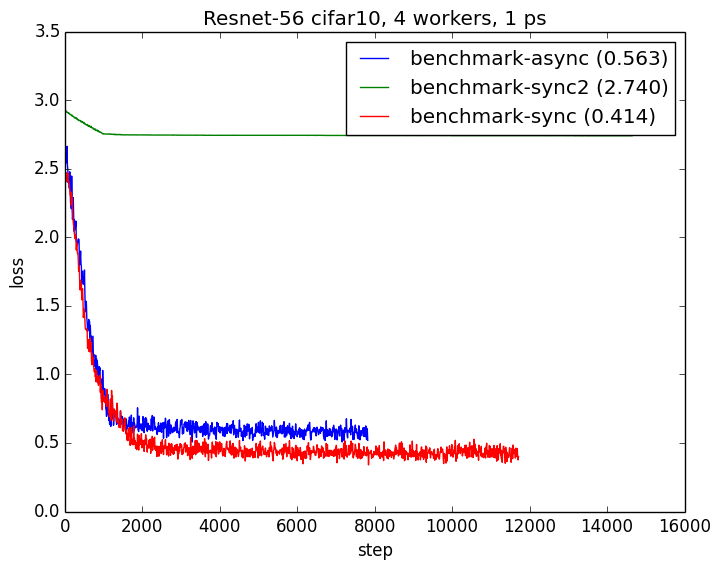 Resnet-56 cifar10, 4 workers, 1 ps
3.5
3.0
2.5
2.0
1.5
1.0
0.5
0.0
loss
benchmark-async (0.563)
benchmark-sync2 (2.740)
benchmark-sync (0.414)
0 2000 4000 6000 8000 10000 12000 14000 16000
step